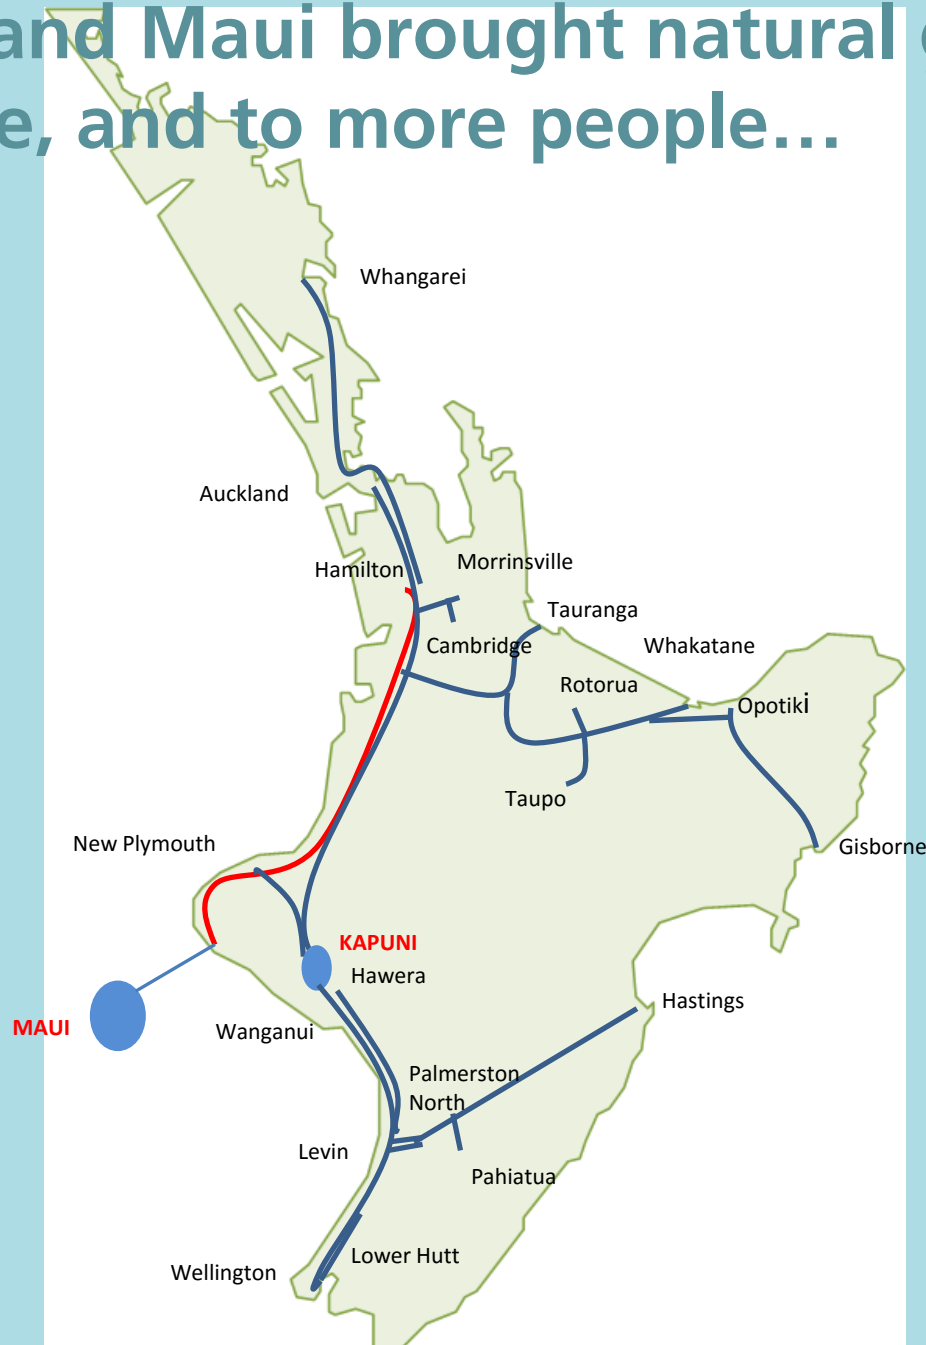 and Maui brought natural
e, and to more people...
Whangarei
Auckland
Hamilton
Morrinsville
Tauranga
Cambridge
Whakatane
Rotorua
Opotiki
Taupo
New Plymouth
Gisborne
KAPUNI
Hawera
Hastings
MAUI
Wanganui
Palmerston
North
Levin
Pahiatua
Lower Hutt
Wellington